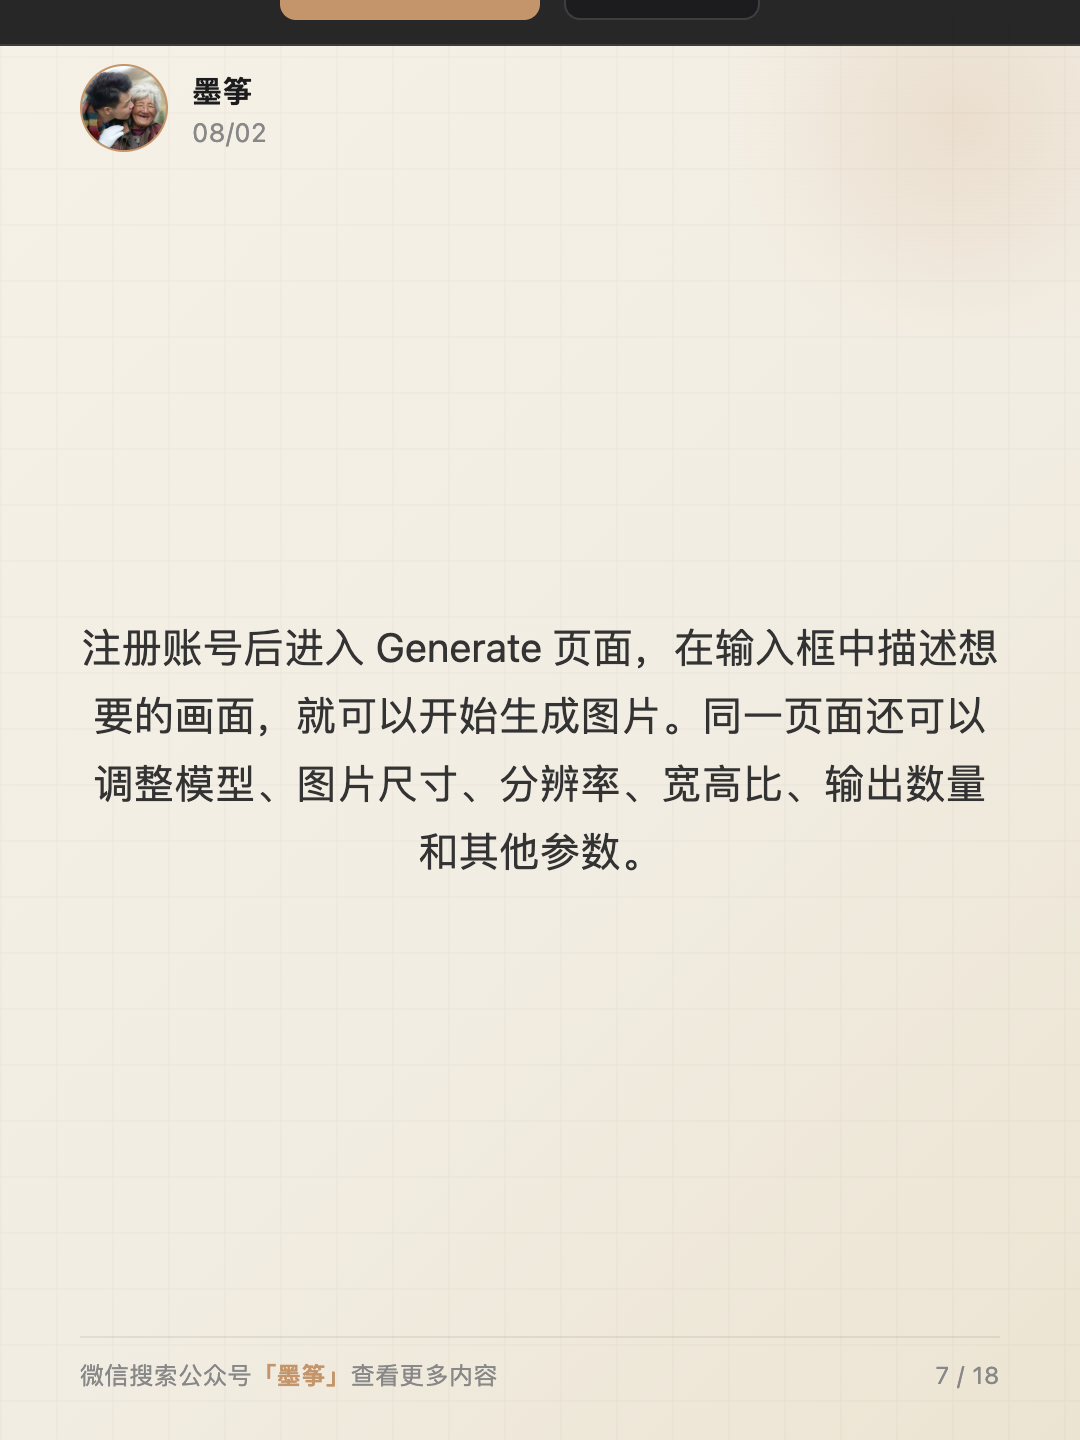 墨筝
08/02
注册账号后进入 Generate 页面，在输入框中描述想
要的画面，就可以开始生成图片。同一页面还可以
调整模型、图片尺寸、分辨率、宽高比、输出数量
和其他参数。
微信搜索公众号「墨筝」查看更多内容
7 / 18